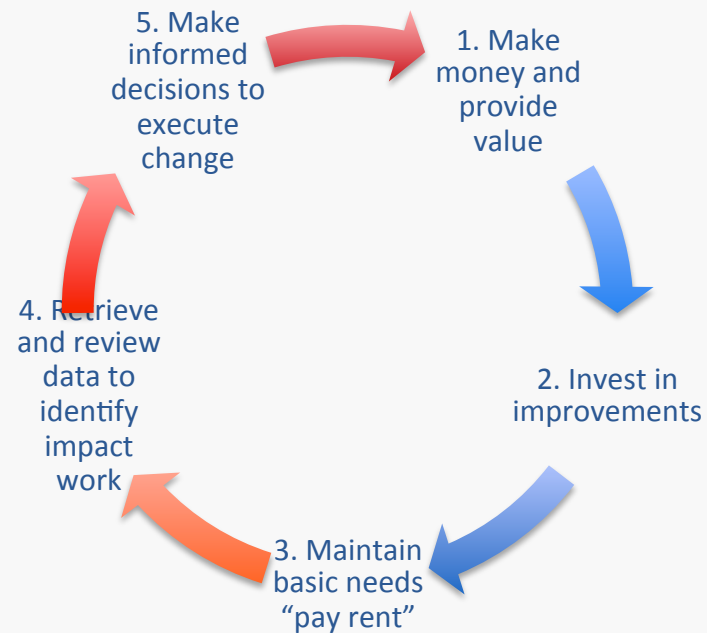 5. Make
informed
decisions to
execute
change
1. Make
money and
provide
value
2. Invest in
improvements
3. Maintain
basic needs
“pay rent”
4. Retrieve
and review
data to
identify
impact
work